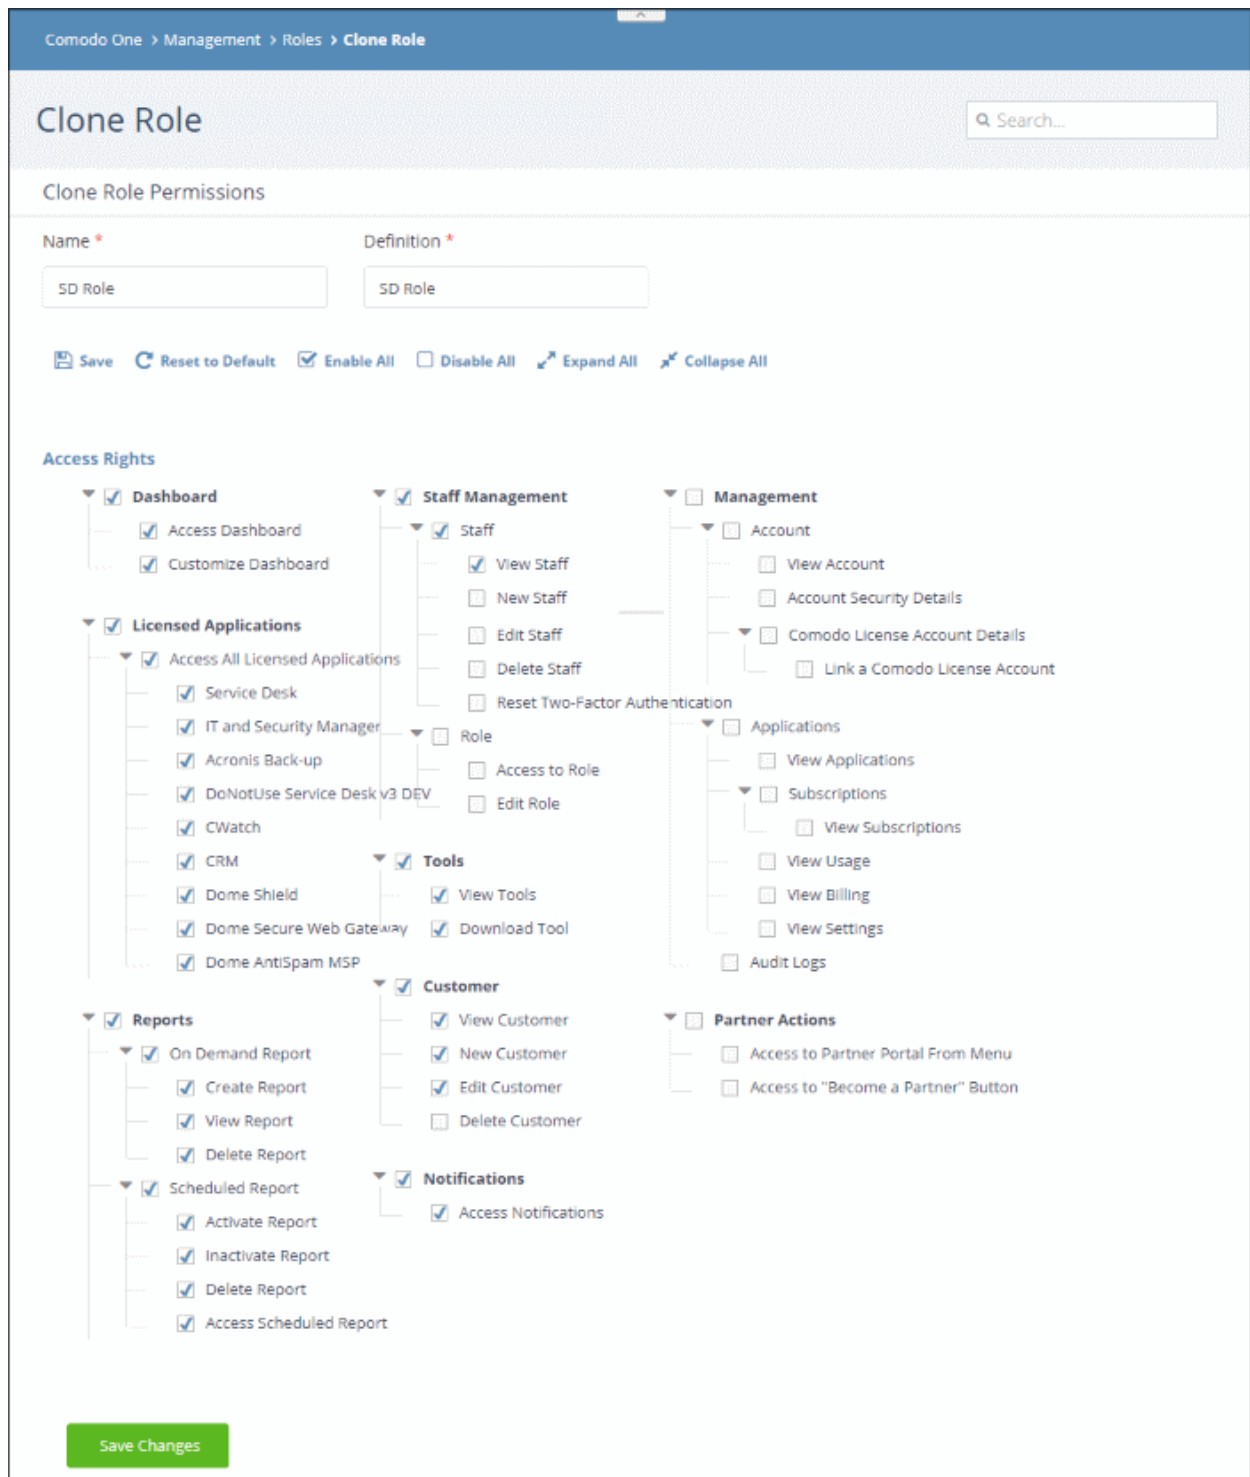 Comodo One > Management > Roles > Clone Role
Clone Role
Search...
Clone Role Permissions
Name *
Definition *
SD Role
SD Role
Save Reset to Default Enable All Disable All Expand All Collapse All
Access Rights
Dashboard
Access Dashboard
Customize Dashboard
Licensed Applications
Access All Licensed Applications
Service Desk
IT and Security Manager
Acronis Back-up
DoNotUse Service Desk v3 DEV
CWatch
CRM
Dome Shield
Dome Secure Web Gateway
Dome AntiSpam MSP
Reports
On Demand Report
Create Report
View Report
Delete Report
Scheduled Report
Activate Report
Inactivate Report
Delete Report
Access Scheduled Report
Staff Management
Staff
View Staff
New Staff
Edit Staff
Delete Staff
Reset Two-Factor Authentication
Role
Access to Role
Edit Role
Tools
View Tools
Download Tool
Customer
View Customer
New Customer
Edit Customer
Delete Customer
Notifications
Access Notifications
Management
Account
View Account
Account Security Details
Comodo License Account Details
Link a Comodo License Account
Applications
View Applications
Subscriptions
View Subscriptions
View Usage
View Billing
View Settings
Audit Logs
Partner Actions
Access to Partner Portal From Menu
Access to "Become a Partner" Button
Save Changes